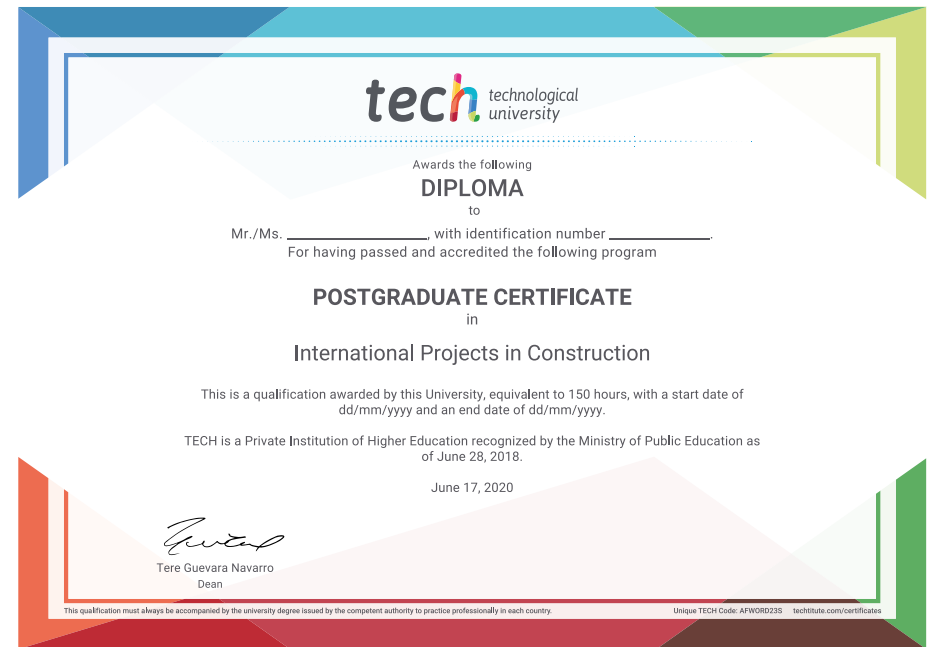 tech technological
university
Awards the following
DIPLOMA
to
Mr./Ms. ____________________, with identification number ______________.
For having passed and accredited the following program
POSTGRADUATE CERTIFICATE
in
International Projects in Construction
This is a qualification awarded by this University, equivalent to 150 hours, with a start date of
dd/mm/yyyy and an end date of dd/mm/yyyy.
TECH is a Private Institution of Higher Education recognized by the Ministry of Public Education as
of June 28, 2018.
June 17, 2020
Tere Guevara Navarro
Dean
This qualification must always be accompanied by the university degree issued by the competent authority to practice professionally in each country. Unique TECH Code: AFWORD23S techtitute.com/certificates